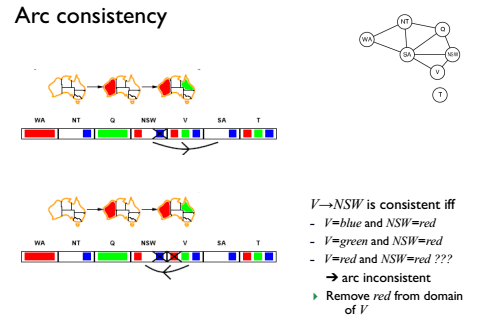 Arc consistency
NT
Q
WA
SA
NSW
V
T
WA NT Q NSW V SA T
WA NT Q NSW V SA T
V→NSW is consistent iff
- V=blue and NSW=red
- V=green and NSW=red
- V=red and NSW=red ???
➔ arc inconsistent
▸ Remove red from domain
of V